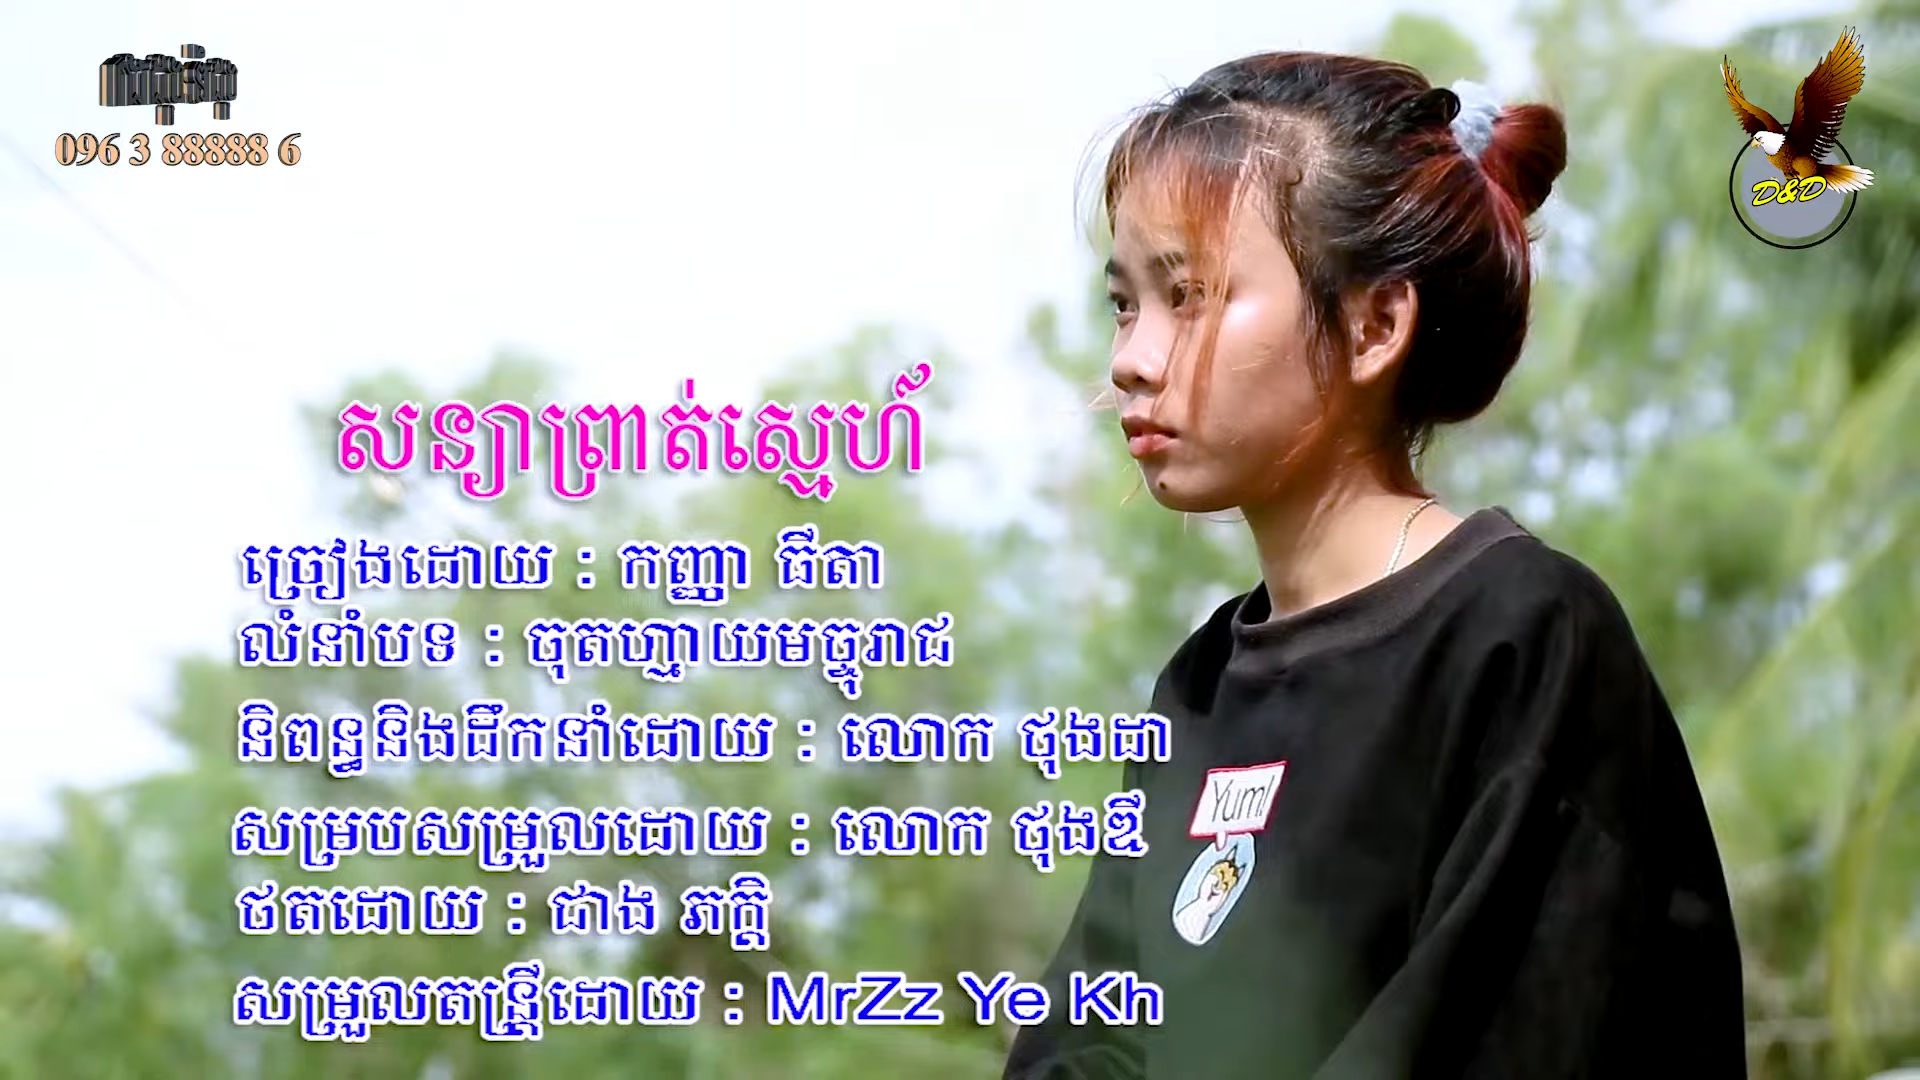 096 3 88888 6
D&D
សន្យាព្រាត់ស្នេហ៍
ច្រៀងដោយ : កញ្ញា ធីតា
លំនាំបទ : ចុតហ្មាយមច្ចុរាជ
និពន្ធនិងដឹកនាំដោយ : លោក ថុងដា
សម្របសម្រួលដោយ : លោក ថុងឌី
ថតដោយ : ជាង ភក្តិ
សម្រួលតន្ត្រីដោយ : MrZz Ye Kh
Yum!